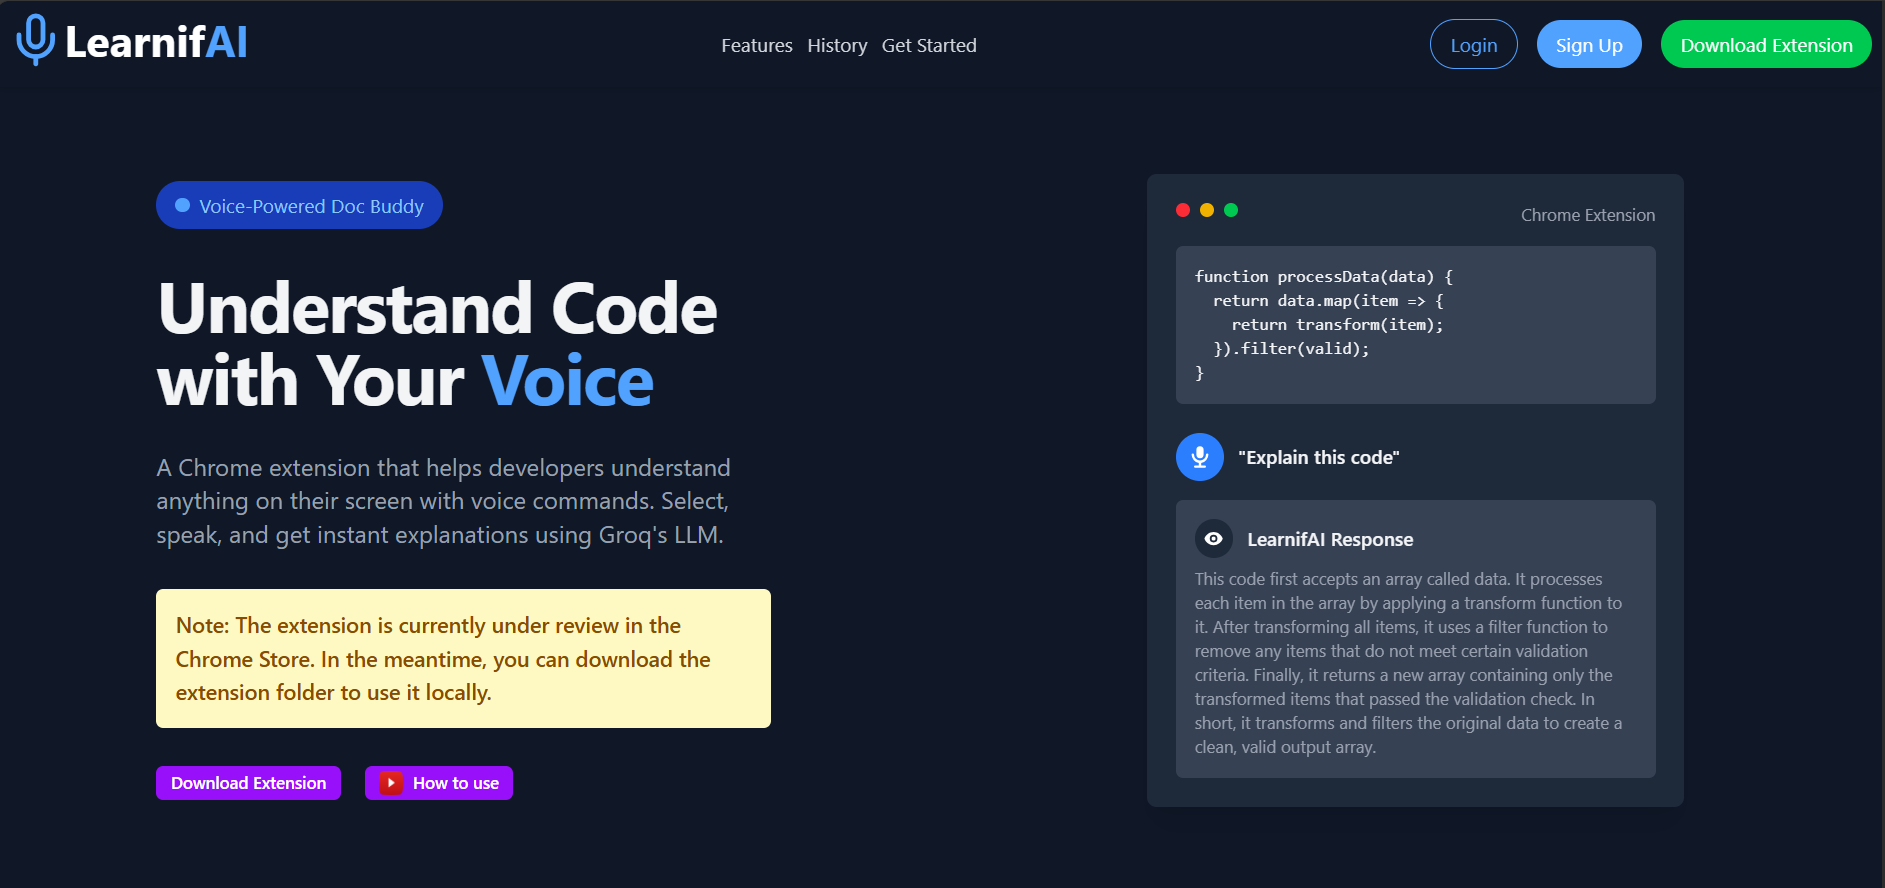 LearnifAI
Features History Get Started
Login
Sign Up
Download Extension
Voice-Powered Doc Buddy
Understand Code
with Your Voice
A Chrome extension that helps developers understand
anything on their screen with voice commands. Select,
speak, and get instant explanations using Groq's LLM.
Note: The extension is currently under review in the
Chrome Store. In the meantime, you can download the
extension folder to use it locally.
Download Extension
How to use
Chrome Extension
function processData(data) {
  return data.map(item => {
    return transform(item);
  }).filter(valid);
}
"Explain this code"
LearnifAI Response
This code first accepts an array called data. It processes
each item in the array by applying a transform function to
it. After transforming all items, it uses a filter function to
remove any items that do not meet certain validation
criteria. Finally, it returns a new array containing only the
transformed items that passed the validation check. In
short, it transforms and filters the original data to create a
clean, valid output array.